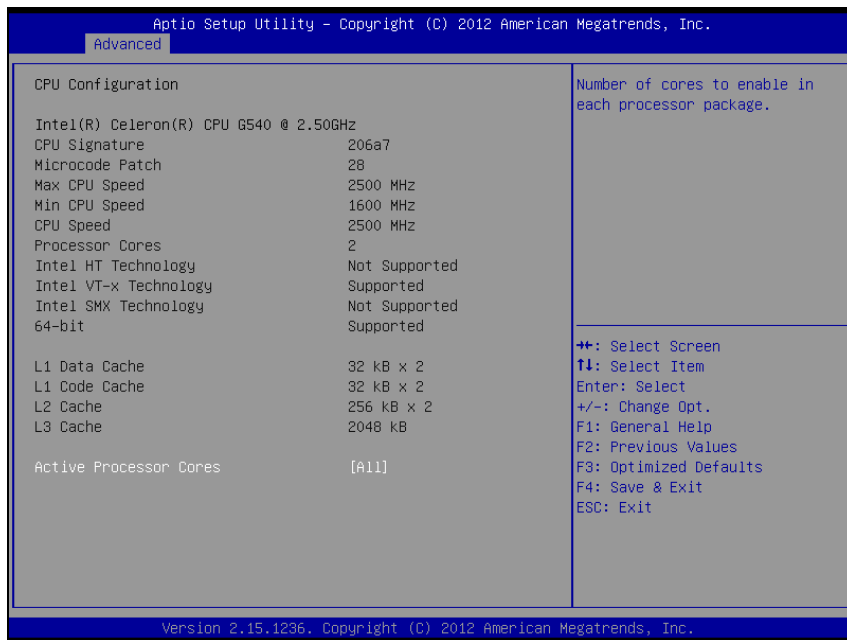 Aptio Setup Utility – Copyright (C) 2012 American Megatrends, Inc.
Advanced
CPU Configuration
Intel(R) Celeron(R) CPU G540 @ 2.50GHz
CPU Signature 206a7
Microcode Patch 28
Max CPU Speed 2500 MHz
Min CPU Speed 1600 MHz
CPU Speed 2500 MHz
Processor Cores 2
Intel HT Technology Not Supported
Intel VT-x Technology Supported
Intel SMX Technology Not Supported
64-bit Supported
L1 Data Cache 32 kB x 2
L1 Code Cache 32 kB x 2
L2 Cache 256 kB x 2
L3 Cache 2048 kB
Active Processor Cores [All]
Number of cores to enable in
each processor package.
→←: Select Screen
↑↓: Select Item
Enter: Select
+/-: Change Opt.
F1: General Help
F2: Previous Values
F3: Optimized Defaults
F4: Save & Exit
ESC: Exit
Version 2.15.1236. Copyright (C) 2012 American Megatrends, Inc.